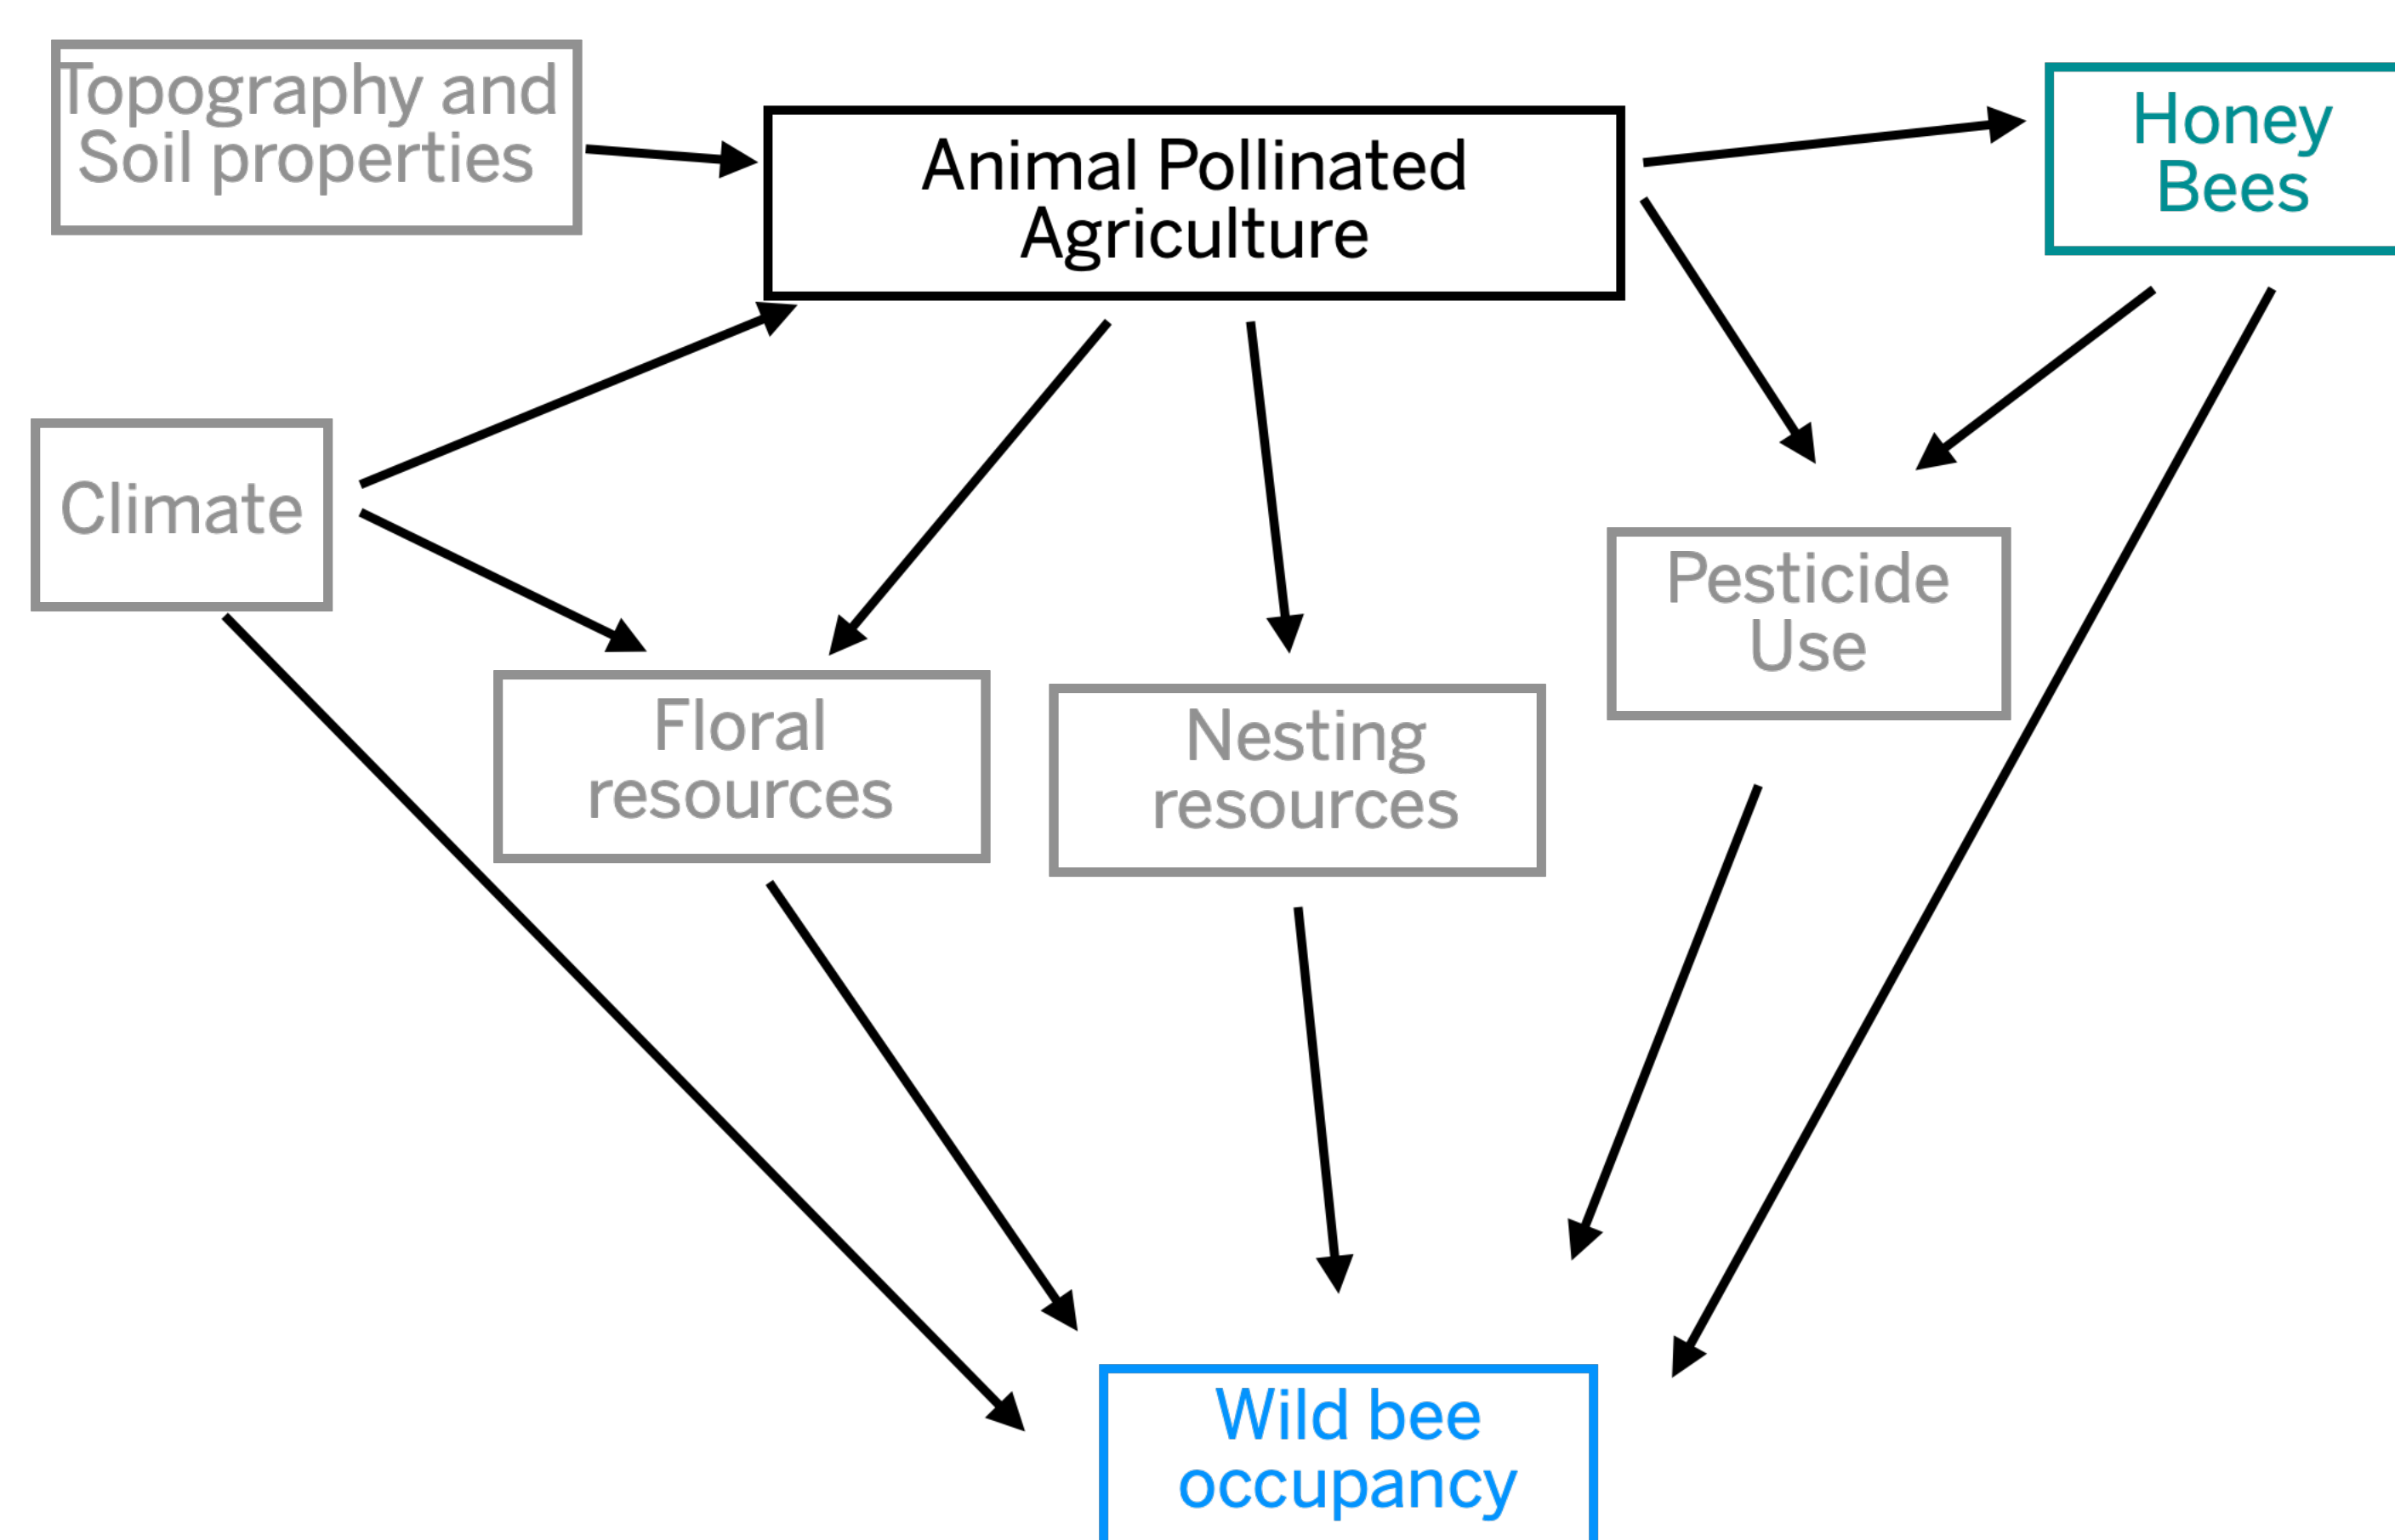 Topography and
Soil properties
Animal Pollinated
Agriculture
Honey
Bees
Climate
Pesticide
Use
Floral
resources
Nesting
resources
Wild bee
occupancy